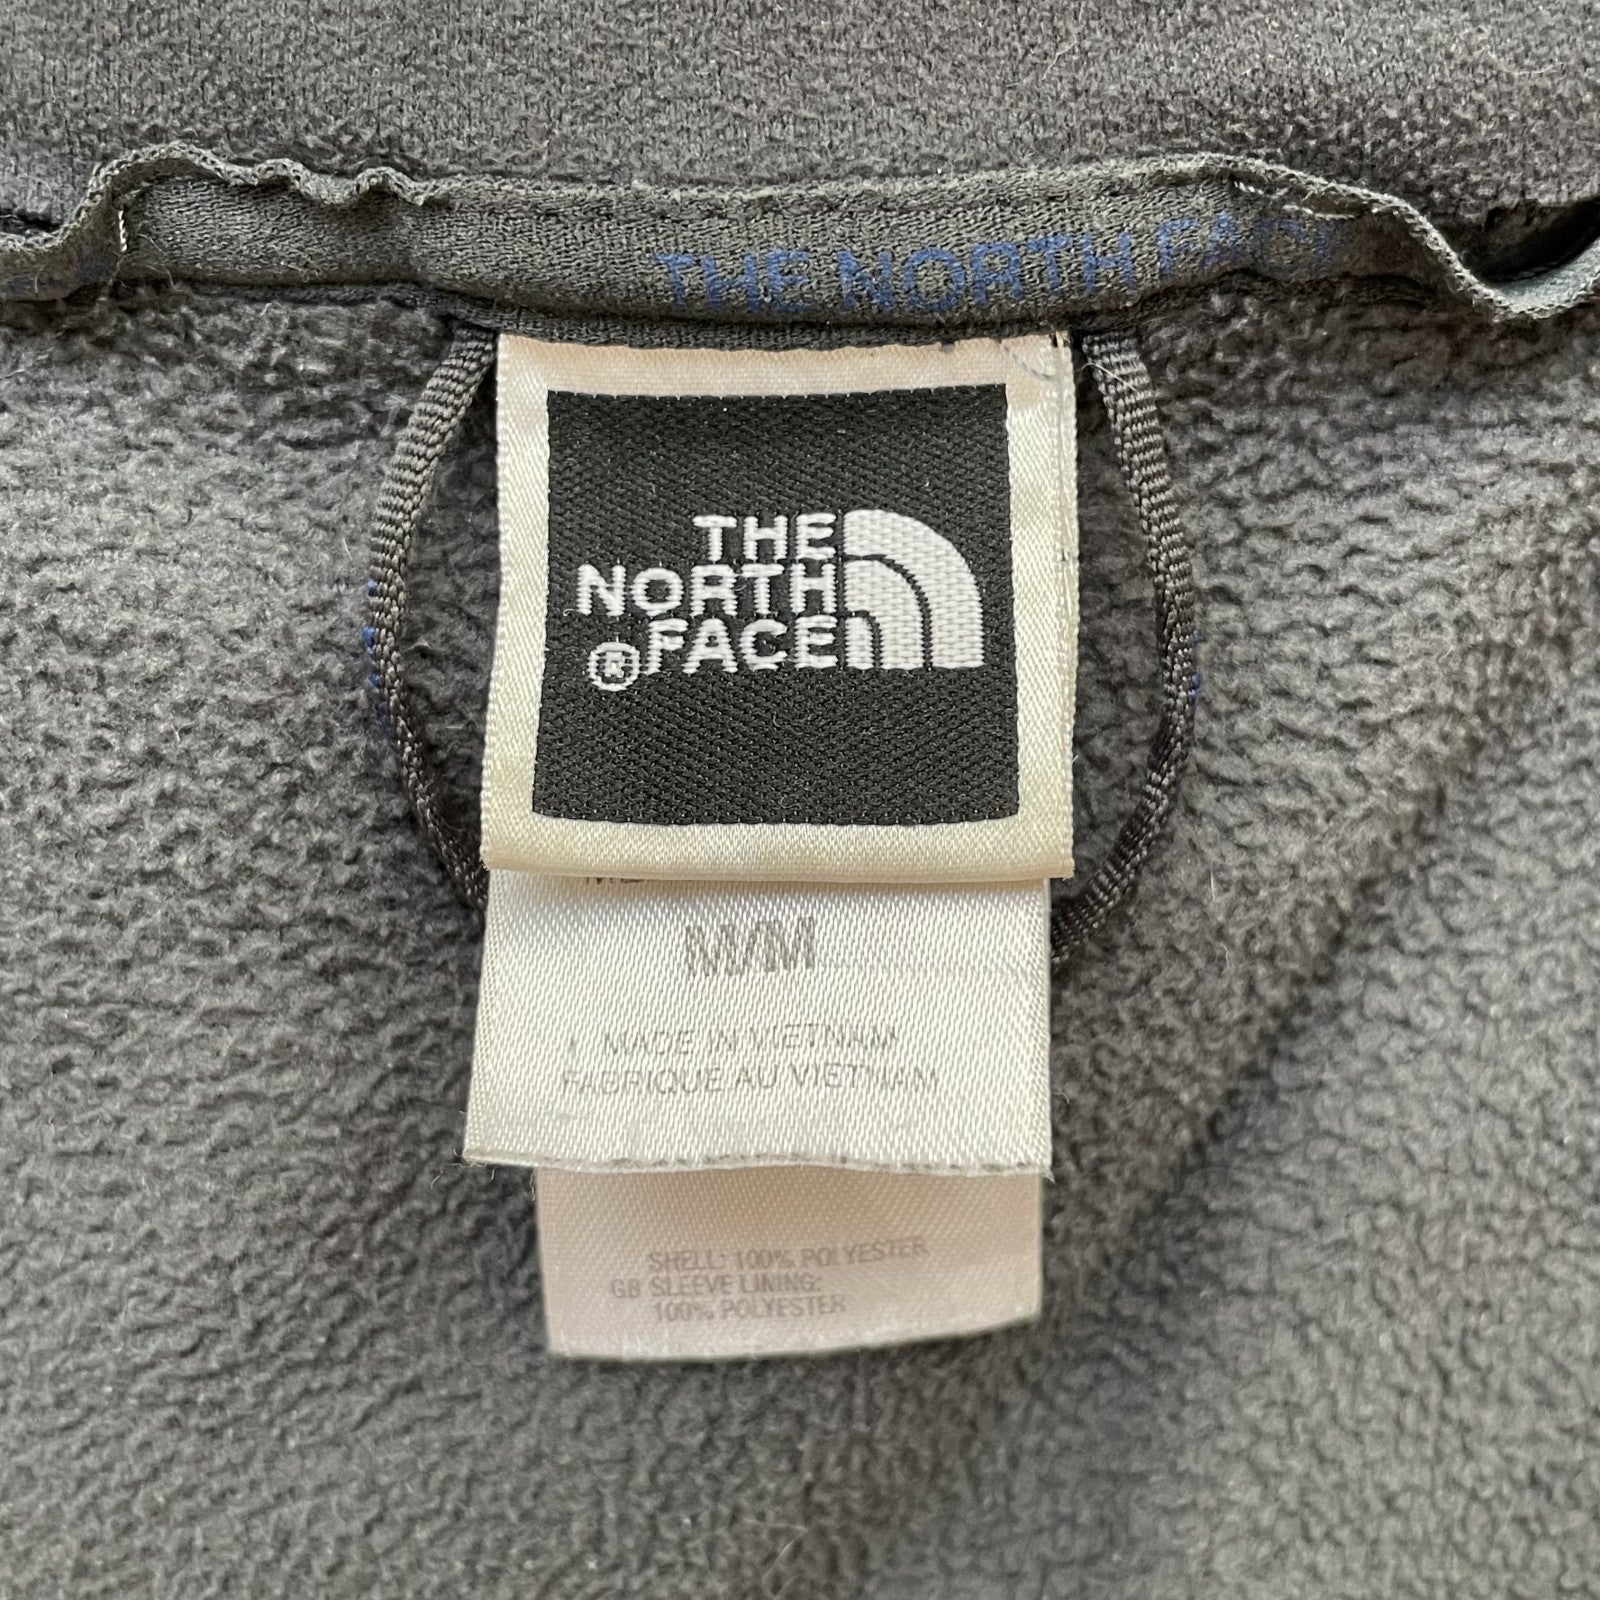 THE NORTH FACE
THE
NORTH
FACE
®
M/M
MADE IN VIETNAM
FABRIQUE AU VIETNAM
SHELL: 100% POLYESTER
GB SLEEVE LINING:
100% POLYESTER